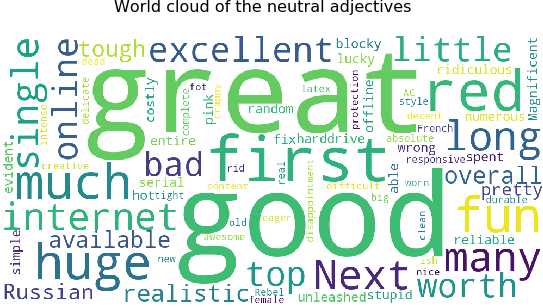 World cloud of the neutral adjectives
great
good
first
red
little
excellent
tough
blocky
lucky
ridiculous
Magnificent
single
online
dead
delicate
intense
costly
complete
fot
pink
crappy
random
latex
protection
offline
AC
style
decent
numerous
French
long
entire
fixharddrive
absolute
wrong
responsive
spent
evident
creative
much
bad
serial
rid
real
disappointment
difficult
able
worn
overall
pretty
durable
internet
hot
tight
content
eager
big
clean
fun
old
awesome
available
simple
huge
new
top
Next
ish
nice
reliable
many
Russian
realistic
Rebel
female
unleashed
stupid
worth